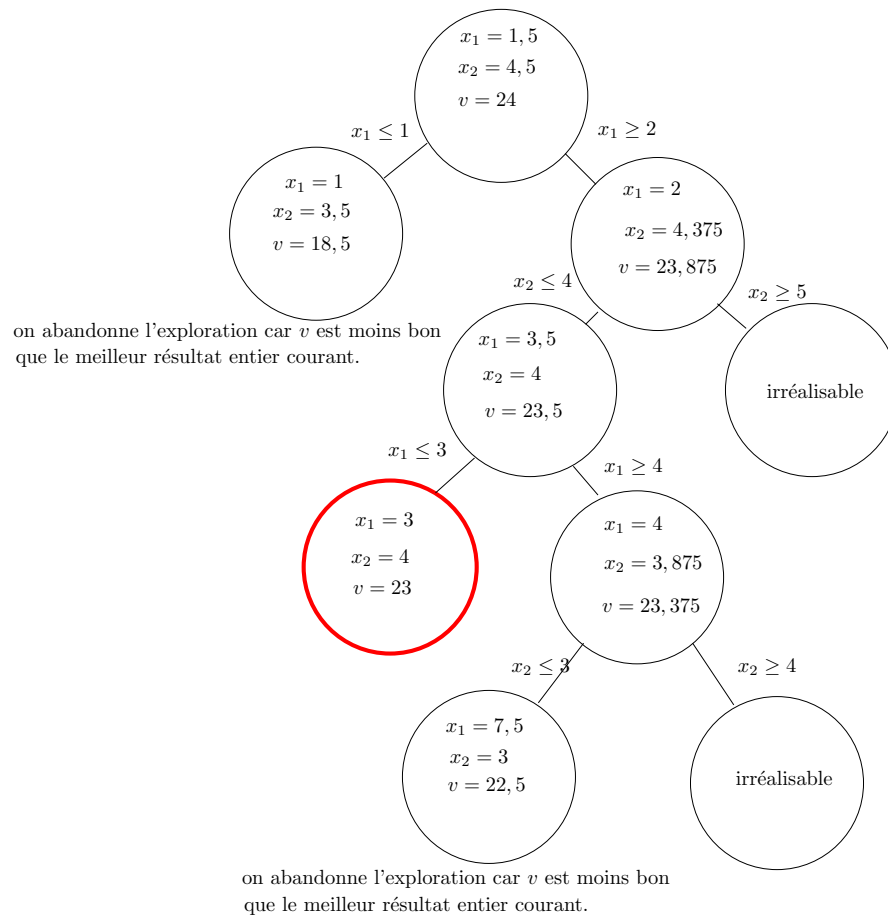 x₁ = 1, 5
x₂ = 4, 5
v = 24
x₁ ≤ 1
x₁ ≥ 2
x₁ = 1
x₂ = 3, 5
v = 18, 5
x₁ = 2
x₂ = 4, 375
v = 23, 875
on abandonne l'exploration car v est moins bon
que le meilleur résultat entier courant.
x₂ ≤ 4
x₂ ≥ 5
x₁ = 3, 5
x₂ = 4
v = 23, 5
irréalisable
x₁ ≤ 3
x₁ ≥ 4
x₁ = 3
x₂ = 4
v = 23
x₁ = 4
x₂ = 3, 875
v = 23, 375
x₂ ≤ 3
x₂ ≥ 4
x₁ = 7, 5
x₂ = 3
v = 22, 5
irréalisable
on abandonne l'exploration car v est moins bon
que le meilleur résultat entier courant.